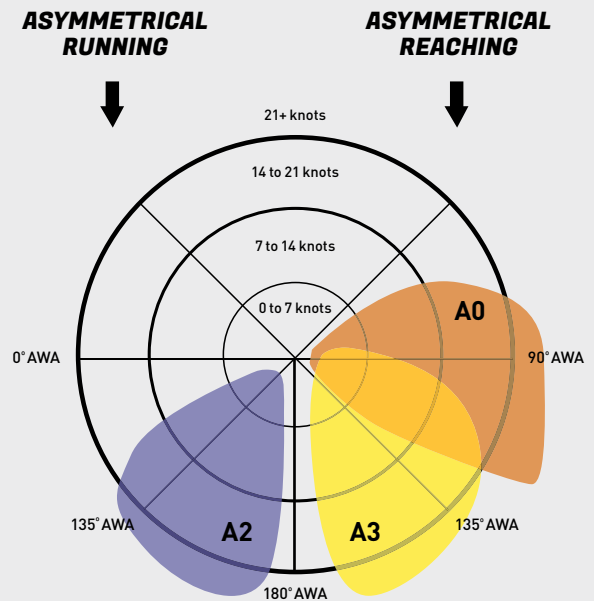 ASYMMETRICAL
RUNNING
ASYMMETRICAL
REACHING
21+ knots
14 to 21 knots
7 to 14 knots
0 to 7 knots
A0
0° AWA
90° AWA
A2
A3
135° AWA
135° AWA
180° AWA